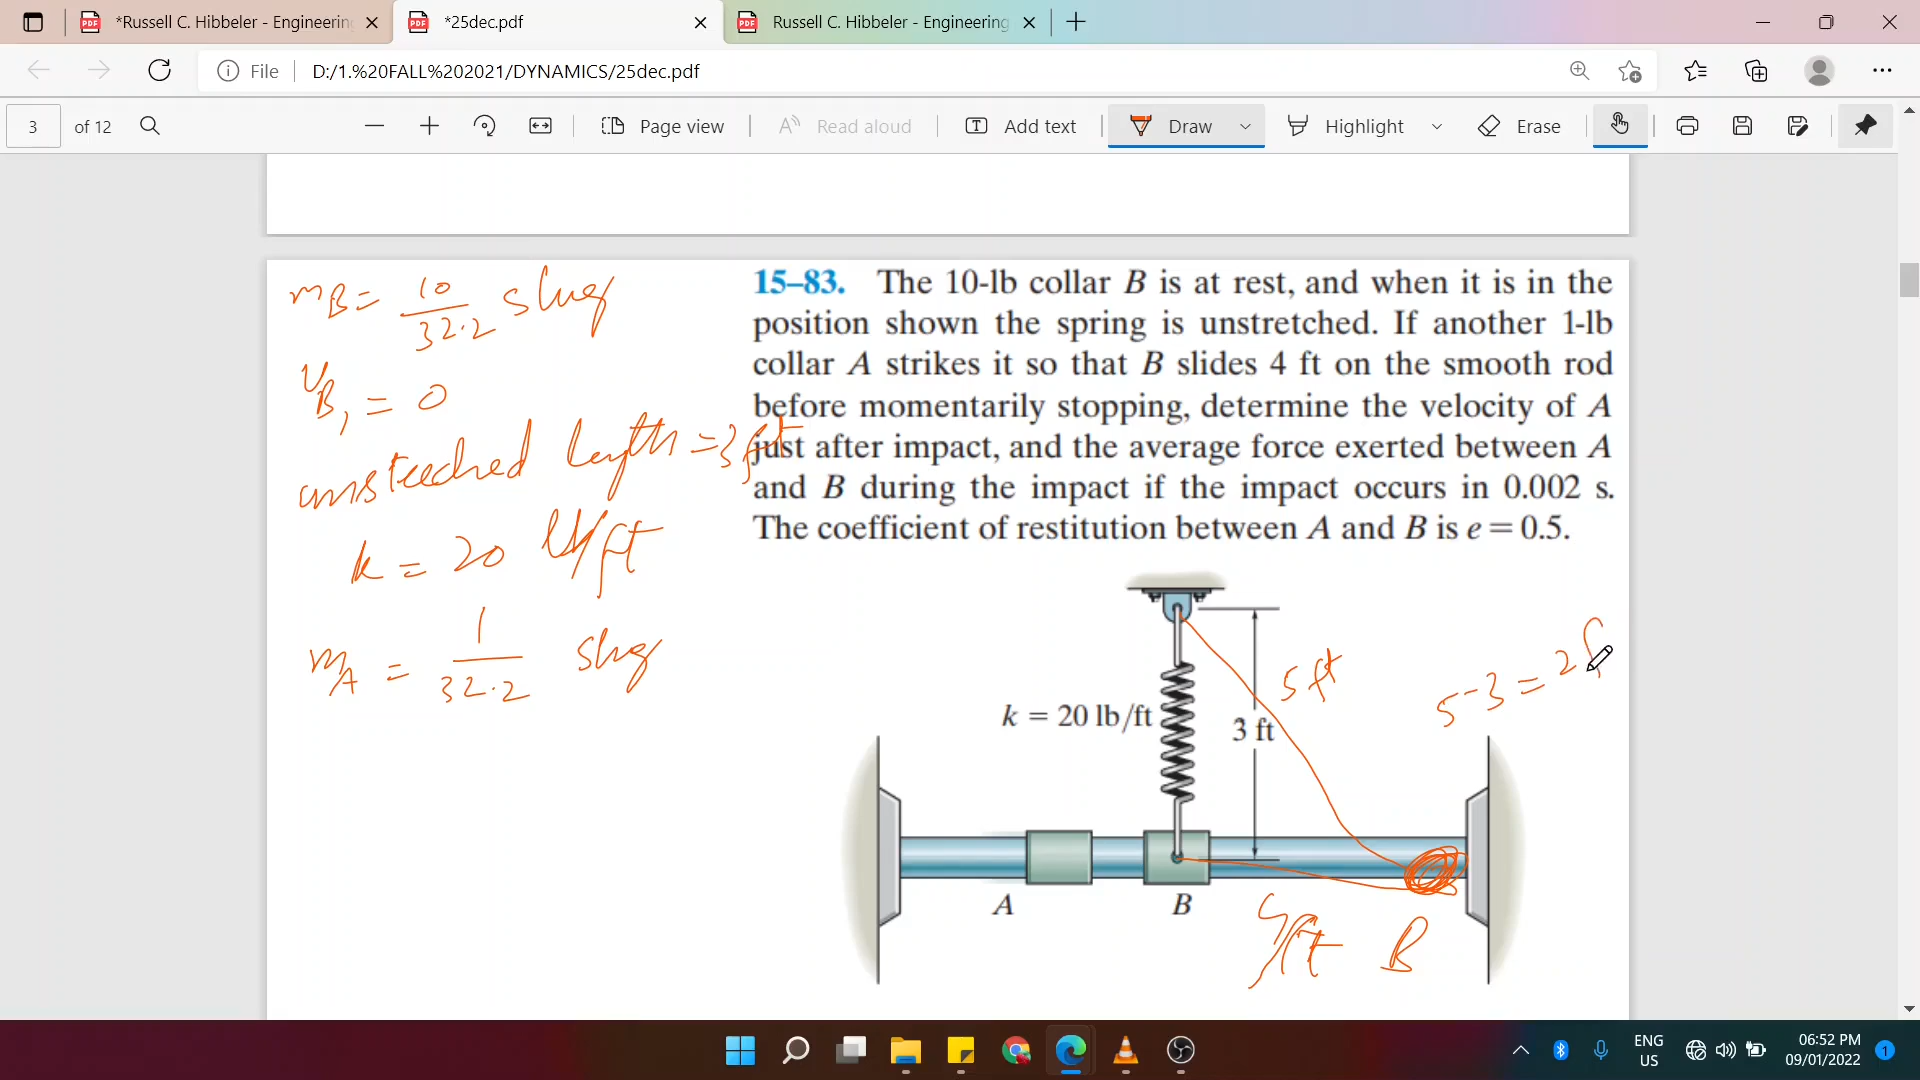 *Russell C. Hibbeler - Engineering
*25dec.pdf
Russell C. Hibbeler - Engineering
File
D:/1.%20FALL%202021/DYNAMICS/25dec.pdf
3 of 12
Page view
Read aloud
Add text
Draw
Highlight
Erase
15–83. The 10-lb collar B is at rest, and when it is in the
position shown the spring is unstretched. If another 1-lb
collar A strikes it so that B slides 4 ft on the smooth rod
before momentarily stopping, determine the velocity of A
just after impact, and the average force exerted between A
and B during the impact if the impact occurs in 0.002 s.
The coefficient of restitution between A and B is e = 0.5.
mB = 10/32.2 slug
vB1 = 0
length = 3 ft
k = 20 lb/ft
mA = 1/32.2 slug
5 ft
5-3 = 2 f
k = 20 lb/ft
3 ft
A
B
4ft B
ENG
US
06:52 PM
09/01/2022
1